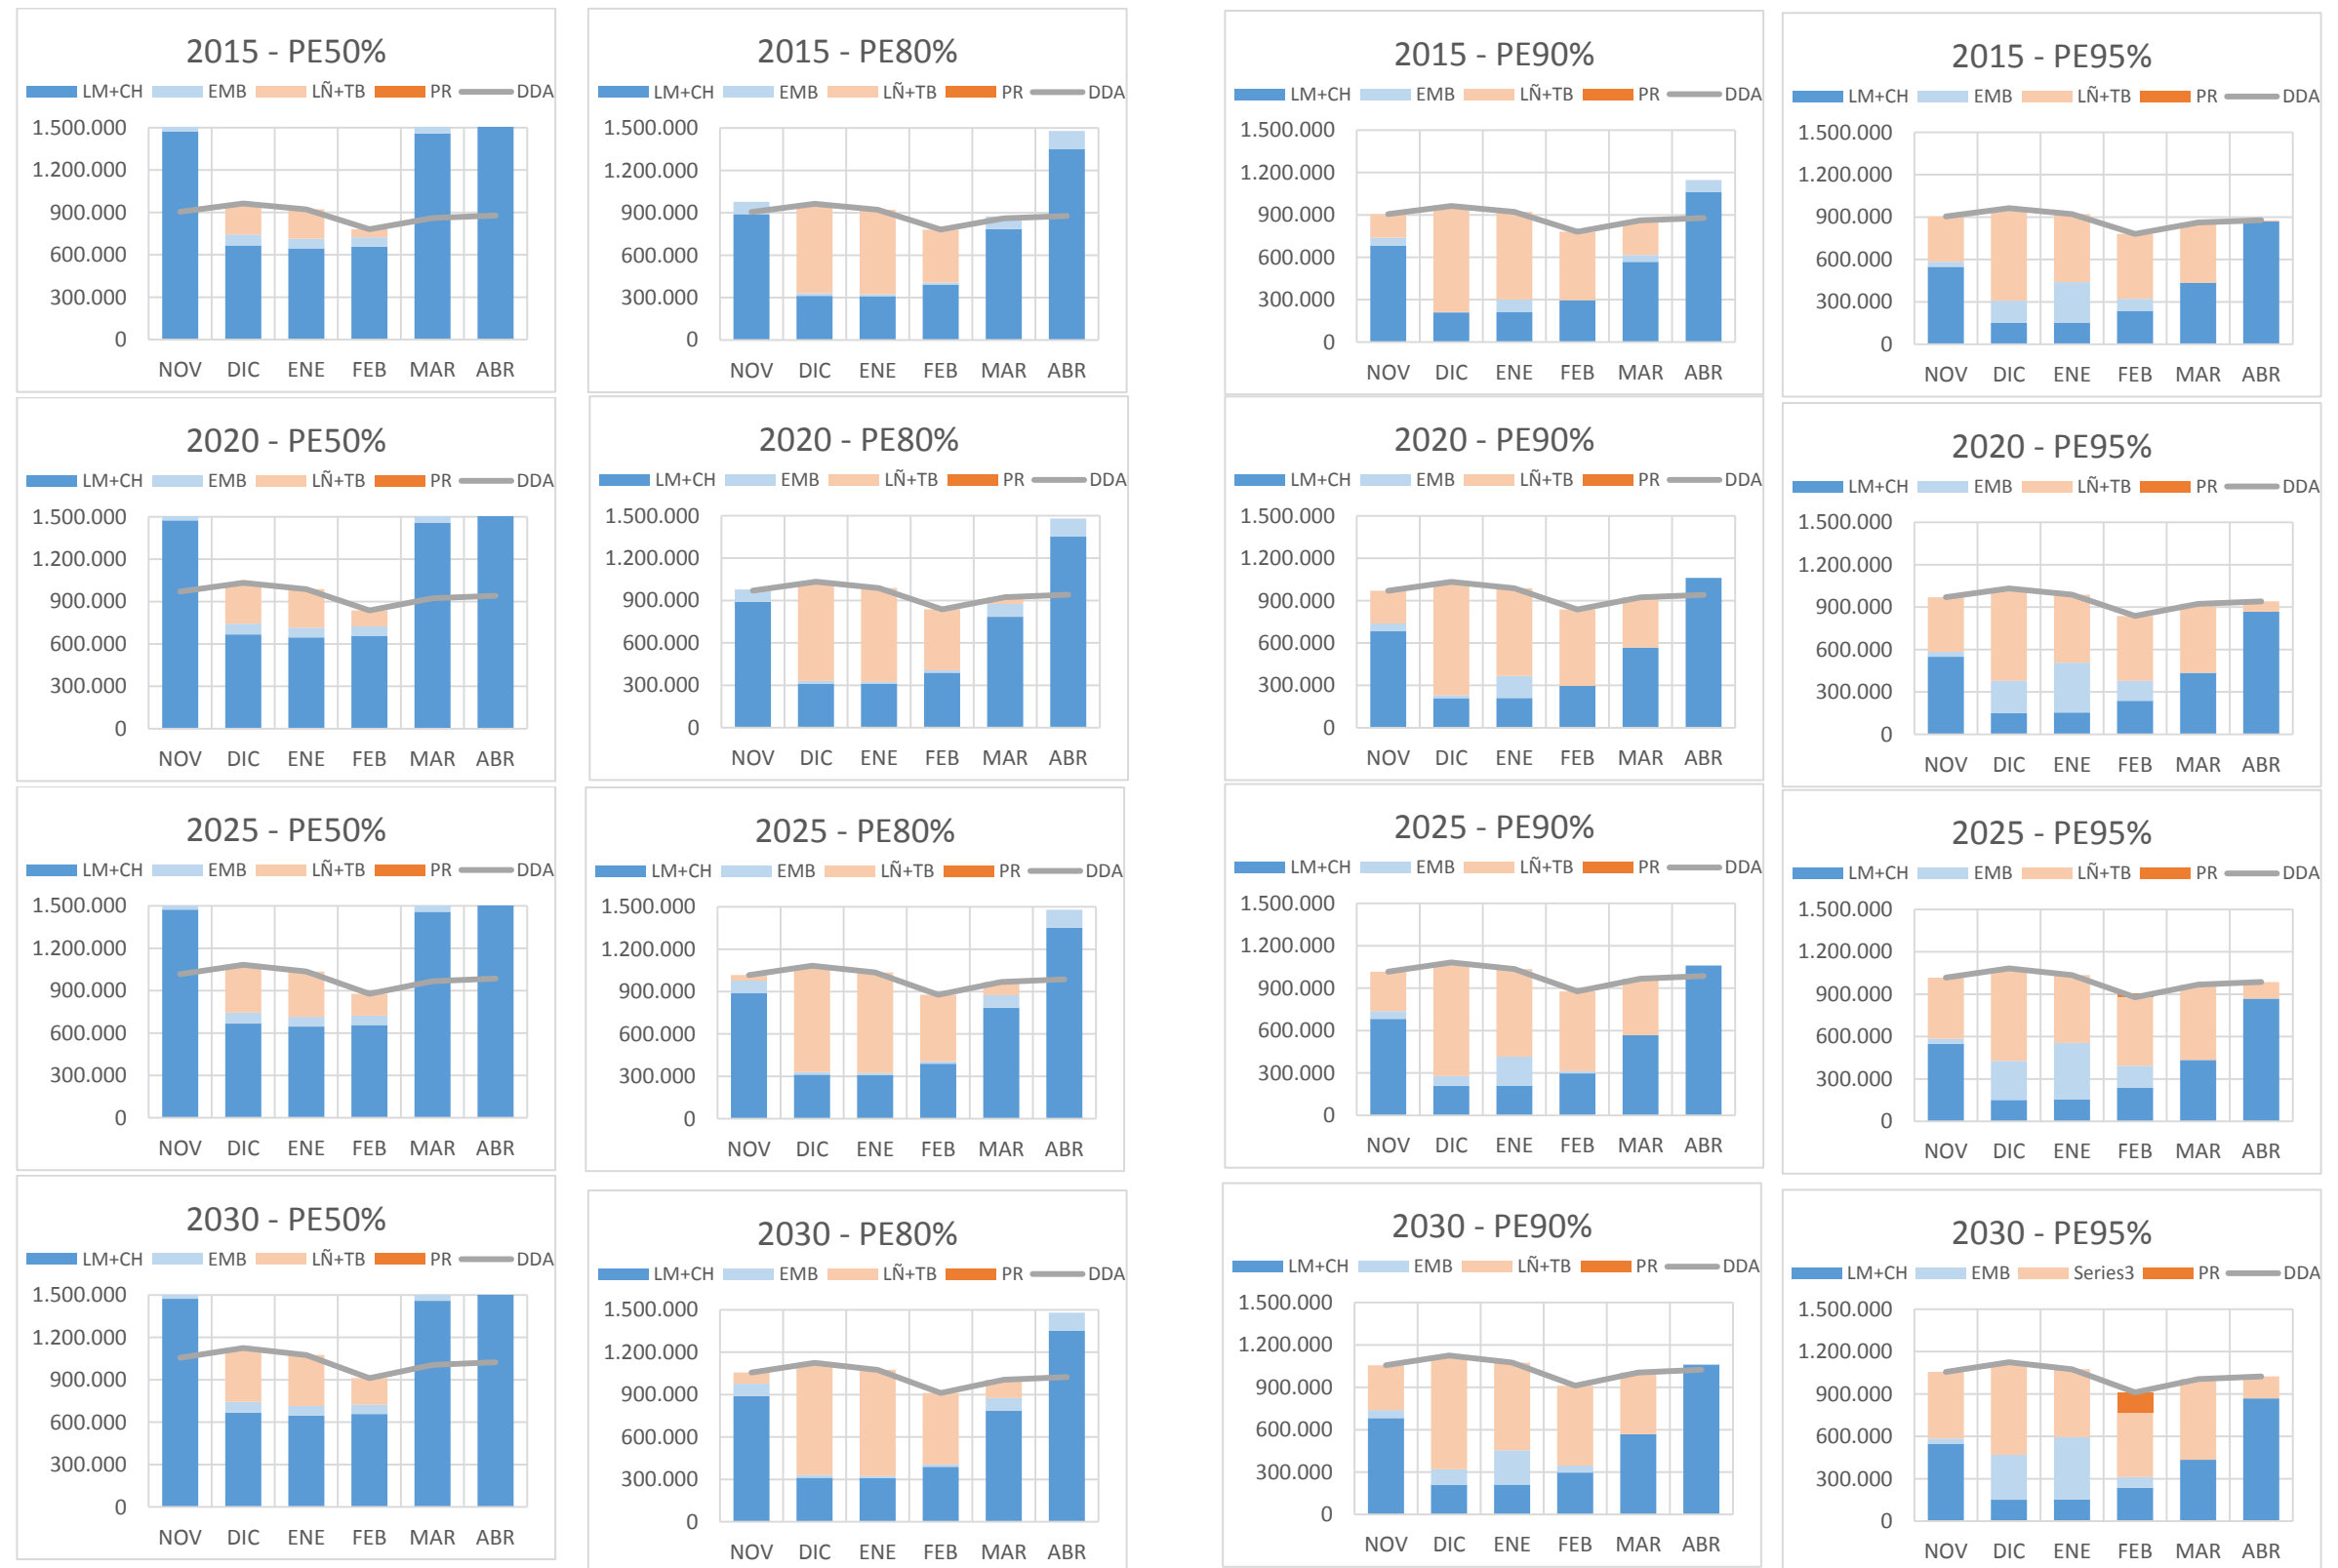 2015 - PE50%
LM+CH EMB LÑ+TB PR DDA
1.500.000
1.200.000
900.000
600.000
300.000
0
NOV DIC ENE FEB MAR ABR
2015 - PE80%
LM+CH EMB LÑ+TB PR DDA
1.500.000
1.200.000
900.000
600.000
300.000
0
NOV DIC ENE FEB MAR ABR
2015 - PE90%
LM+CH EMB LÑ+TB PR DDA
1.500.000
1.200.000
900.000
600.000
300.000
0
NOV DIC ENE FEB MAR ABR
2015 - PE95%
LM+CH EMB LÑ+TB PR DDA
1.500.000
1.200.000
900.000
600.000
300.000
0
NOV DIC ENE FEB MAR ABR
2020 - PE50%
LM+CH EMB LÑ+TB PR DDA
1.500.000
1.200.000
900.000
600.000
300.000
0
NOV DIC ENE FEB MAR ABR
2020 - PE80%
LM+CH EMB LÑ+TB PR DDA
1.500.000
1.200.000
900.000
600.000
300.000
0
NOV DIC ENE FEB MAR ABR
2020 - PE90%
LM+CH EMB LÑ+TB PR DDA
1.500.000
1.200.000
900.000
600.000
300.000
0
NOV DIC ENE FEB MAR ABR
2020 - PE95%
LM+CH EMB LÑ+TB PR DDA
1.500.000
1.200.000
900.000
600.000
300.000
0
NOV DIC ENE FEB MAR ABR
2025 - PE50%
LM+CH EMB LÑ+TB PR DDA
1.500.000
1.200.000
900.000
600.000
300.000
0
NOV DIC ENE FEB MAR ABR
2025 - PE80%
LM+CH EMB LÑ+TB PR DDA
1.500.000
1.200.000
900.000
600.000
300.000
0
NOV DIC ENE FEB MAR ABR
2025 - PE90%
LM+CH EMB LÑ+TB PR DDA
1.500.000
1.200.000
900.000
600.000
300.000
0
NOV DIC ENE FEB MAR ABR
2025 - PE95%
LM+CH EMB LÑ+TB PR DDA
1.500.000
1.200.000
900.000
600.000
300.000
0
NOV DIC ENE FEB MAR ABR
2030 - PE50%
LM+CH EMB LÑ+TB PR DDA
1.500.000
1.200.000
900.000
600.000
300.000
0
NOV DIC ENE FEB MAR ABR
2030 - PE80%
LM+CH EMB LÑ+TB PR DDA
1.500.000
1.200.000
900.000
600.000
300.000
0
NOV DIC ENE FEB MAR ABR
2030 - PE90%
LM+CH EMB LÑ+TB PR DDA
1.500.000
1.200.000
900.000
600.000
300.000
0
NOV DIC ENE FEB MAR ABR
2030 - PE95%
LM+CH EMB Series3 PR DDA
1.500.000
1.200.000
900.000
600.000
300.000
0
NOV DIC ENE FEB MAR ABR